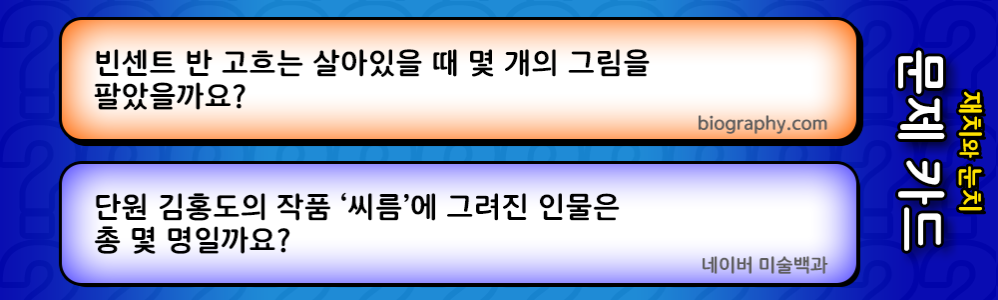 빈센트 반 고흐는 살아있을 때 몇 개의 그림을
팔았을까요?
biography.com
단원 김홍도의 작품 ‘씨름’에 그려진 인물은
총 몇 명일까요?
네이버 미술백과
재치와 눈치
문제 카드